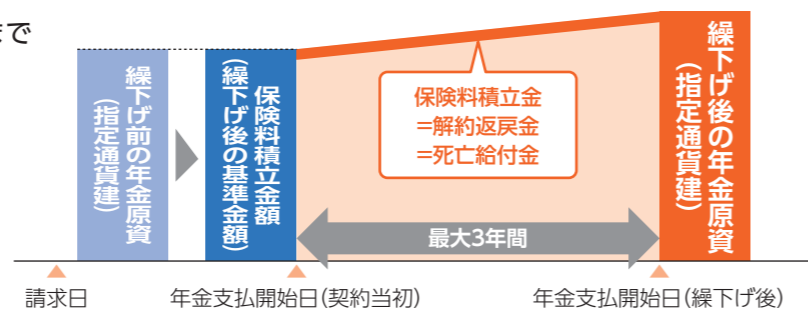 まで
繰下げ前の年金原資
(指定通貨建)
保険料積立金額
(繰下げ後の基準金額)
保険料積立金
=解約返戻金
=死亡給付金
繰下げ後の年金原資
(指定通貨建)
最大3年間
請求日
年金支払開始日(契約当初)
年金支払開始日(繰下げ後)